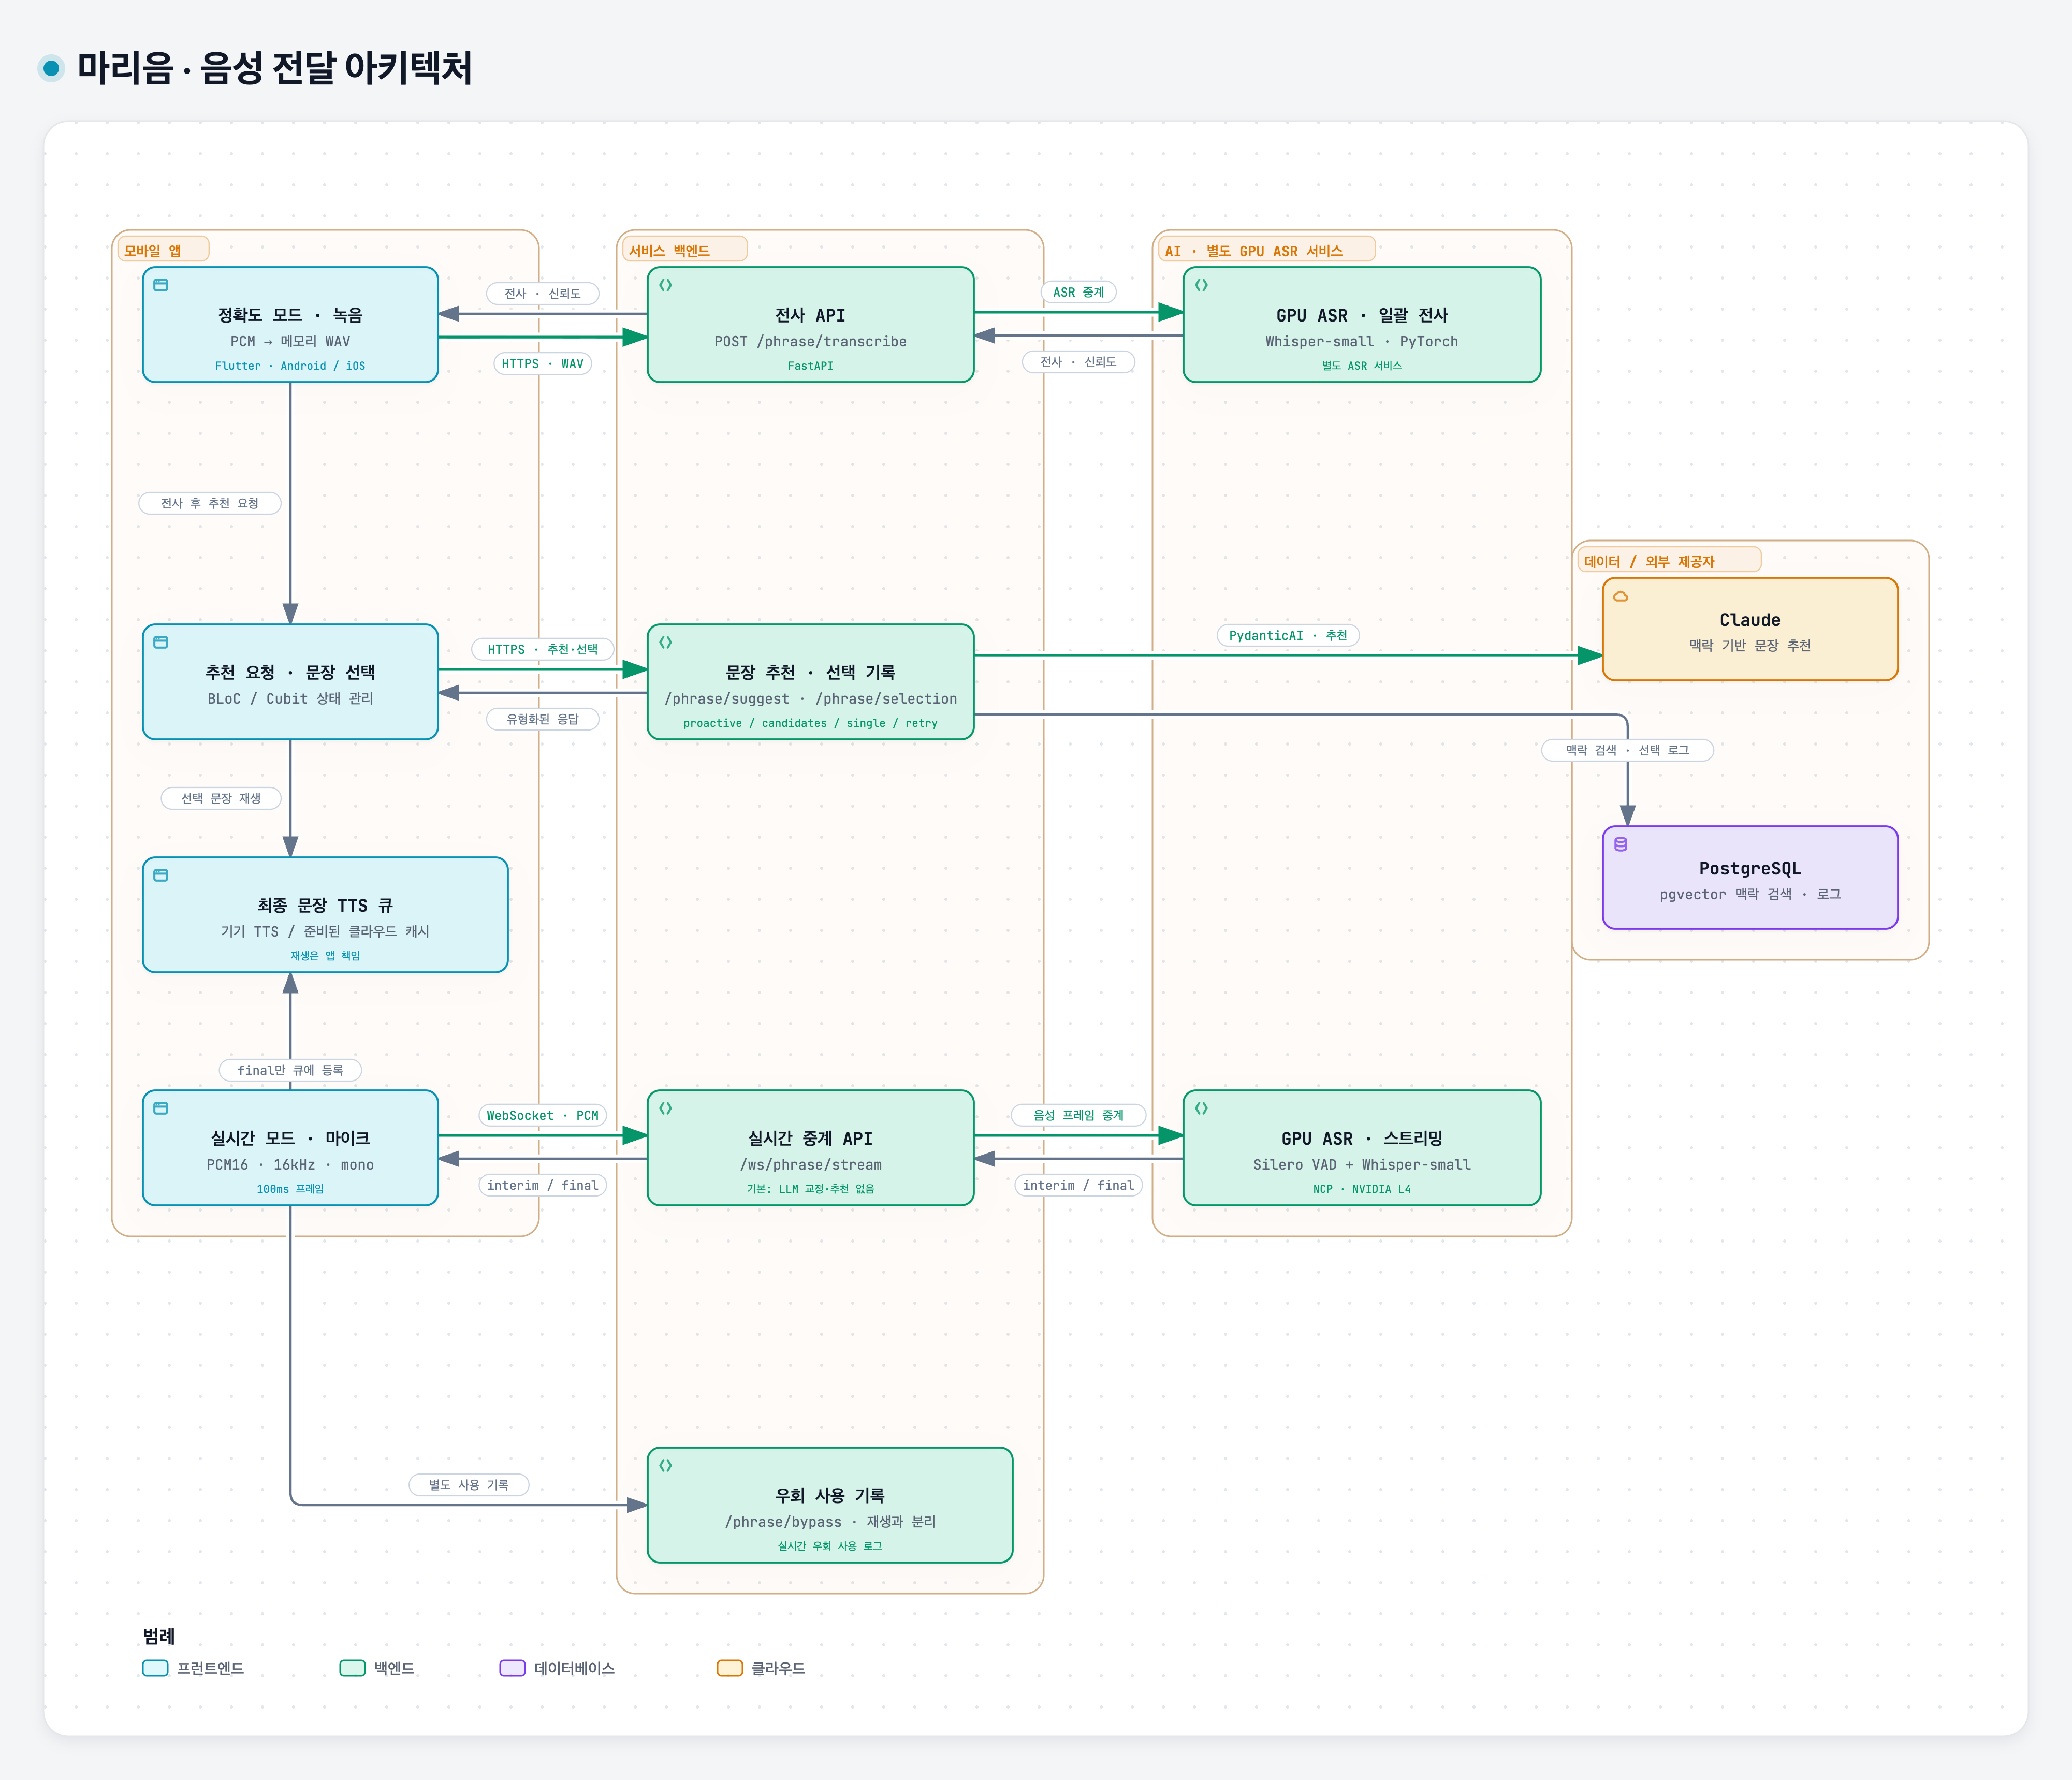 마리음 · 음성 전달 아키텍처
모바일 앱
서비스 백엔드
AI · 별도 GPU ASR 서비스
정확도 모드 · 녹음
PCM → 메모리 WAV
Flutter · Android / iOS
전사 · 신뢰도
HTTPS · WAV
전사 API
POST /phrase/transcribe
FastAPI
ASR 중계
전사 · 신뢰도
GPU ASR · 일괄 전사
Whisper-small · PyTorch
별도 ASR 서비스
전사 후 추천 요청
데이터 / 외부 제공자
추천 요청 · 문장 선택
BLoC / Cubit 상태 관리
HTTPS · 추천·선택
유형화된 응답
문장 추천 · 선택 기록
/phrase/suggest · /phrase/selection
proactive / candidates / single / retry
PydanticAI · 추천
Claude
맥락 기반 문장 추천
맥락 검색 · 선택 로그
선택 문장 재생
최종 문장 TTS 큐
기기 TTS / 준비된 클라우드 캐시
재생은 앱 책임
PostgreSQL
pgvector 맥락 검색 · 로그
final만 큐에 등록
실시간 모드 · 마이크
PCM16 · 16kHz · mono
100ms 프레임
WebSocket · PCM
interim / final
실시간 중계 API
/ws/phrase/stream
기본: LLM 교정·추천 없음
음성 프레임 중계
interim / final
GPU ASR · 스트리밍
Silero VAD + Whisper-small
NCP · NVIDIA L4
별도 사용 기록
우회 사용 기록
/phrase/bypass · 재생과 분리
실시간 우회 사용 로그
범례
프런트엔드
백엔드
데이터베이스
클라우드